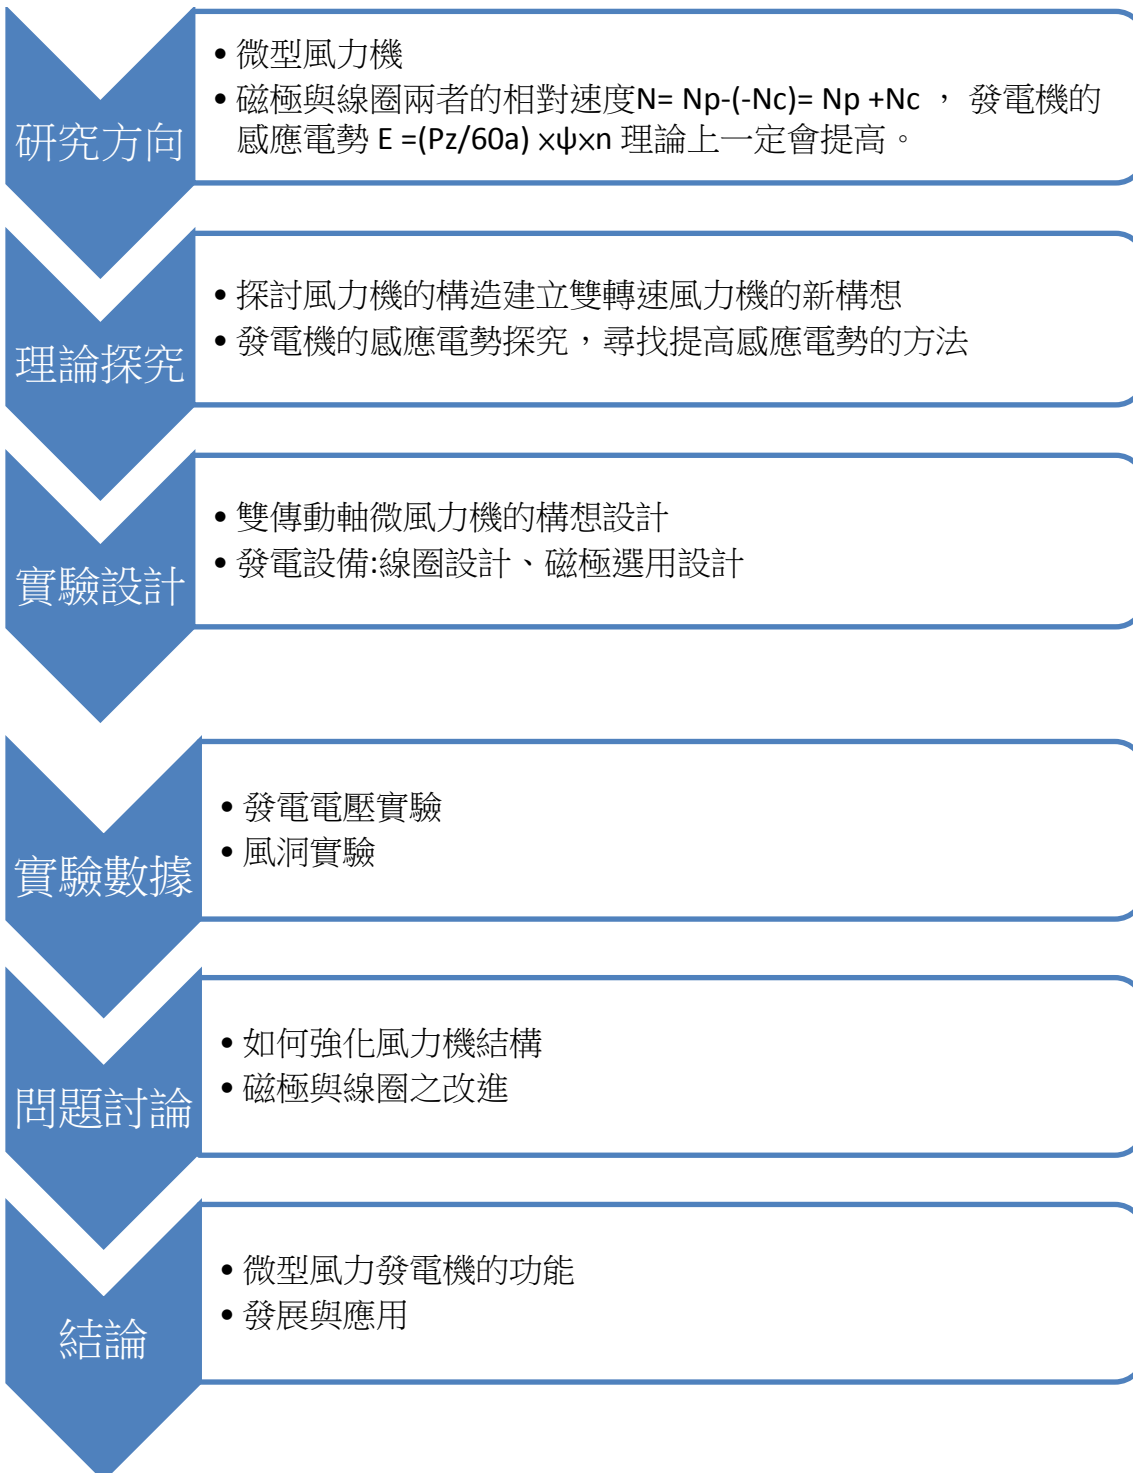 研究方向
• 微型風力機
• 磁極與線圈兩者的相對速度N= Np-(-Nc)= Np +Nc ， 發電機的
感應電勢 E =(Pz/60a) ×ψ×n 理論上一定會提高。
理論探究
• 探討風力機的構造建立雙轉速風力機的新構想
• 發電機的感應電勢探究，尋找提高感應電勢的方法
實驗設計
• 雙傳動軸微風力機的構想設計
• 發電設備:線圈設計、磁極選用設計
實驗數據
• 發電電壓實驗
• 風洞實驗
問題討論
• 如何強化風力機結構
• 磁極與線圈之改進
結論
• 微型風力發電機的功能
• 發展與應用